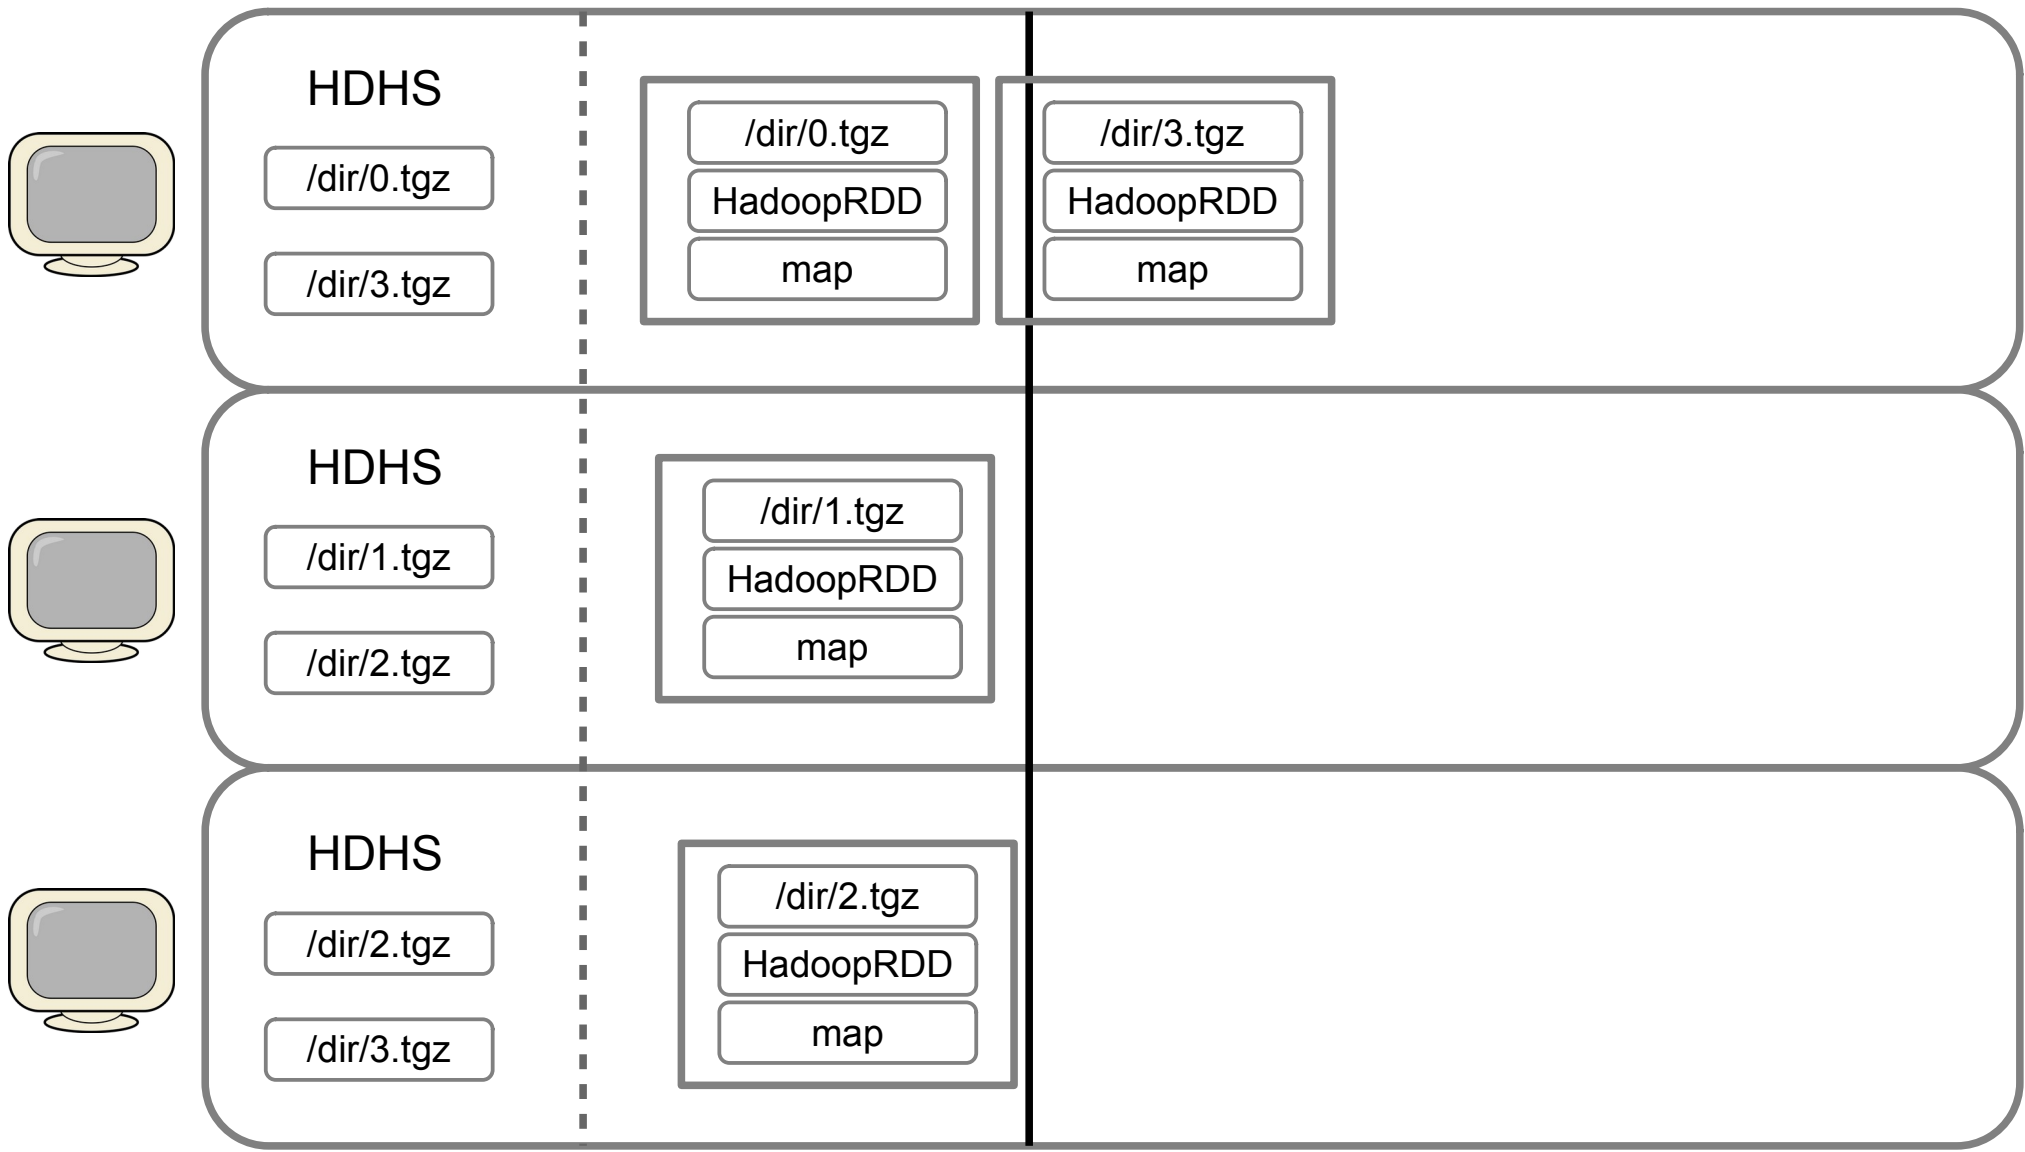 HDHS
/dir/0.tgz
/dir/3.tgz
/dir/0.tgz
HadoopRDD
map
/dir/3.tgz
HadoopRDD
map
HDHS
/dir/1.tgz
/dir/2.tgz
/dir/1.tgz
HadoopRDD
map
HDHS
/dir/2.tgz
/dir/3.tgz
/dir/2.tgz
HadoopRDD
map